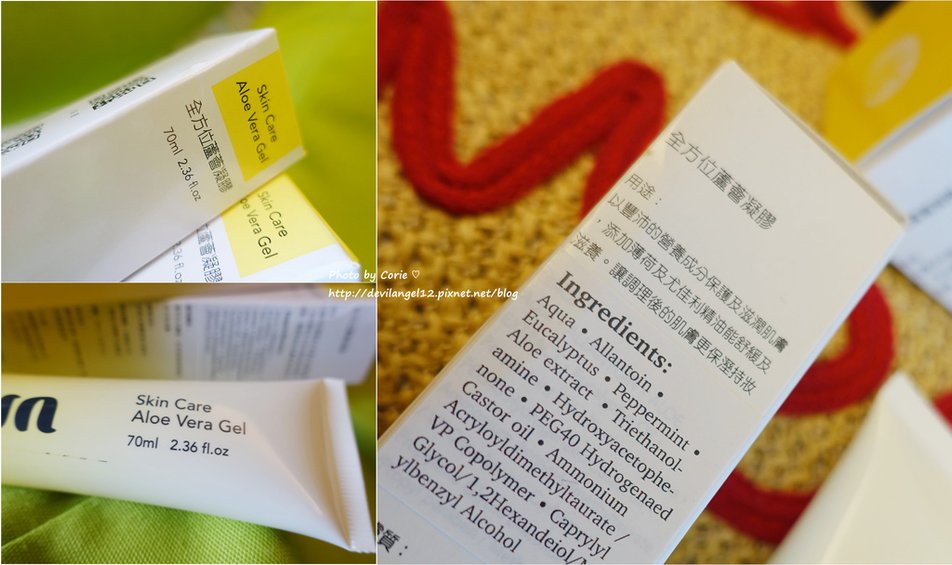 Skin Care
Aloe Vera Gel
全方位蘆薈凝膠
70ml 2.36 fl.oz.
Skin Care
Vera Gel
蘆薈凝膠
Photo by Corie ♡
http://devilangel12.pixnet.net/blog
Skin Care
Aloe Vera Gel
70ml 2.36 fl.oz
全方位蘆薈凝膠
用途：
以豐沛的營養成分保護及滋潤肌膚
，添加薄荷及尤佳利精油能舒緩及
滋養。讓調理後的肌膚更保溼持妝
Ingredients:
Aqua • Allantoin •
Eucalyptus • Peppermint •
Aloe extract • Triethanol-
amine • Hydroxyacetophe-
none • PEG40 Hydrogenaed
Castor oil • Ammonium
Acryloyldimethyltaurate /
VP Copolymer • Caprylyl
Glycol/1,2Hexandeiol/
ylbenzyl Alcohol
質：